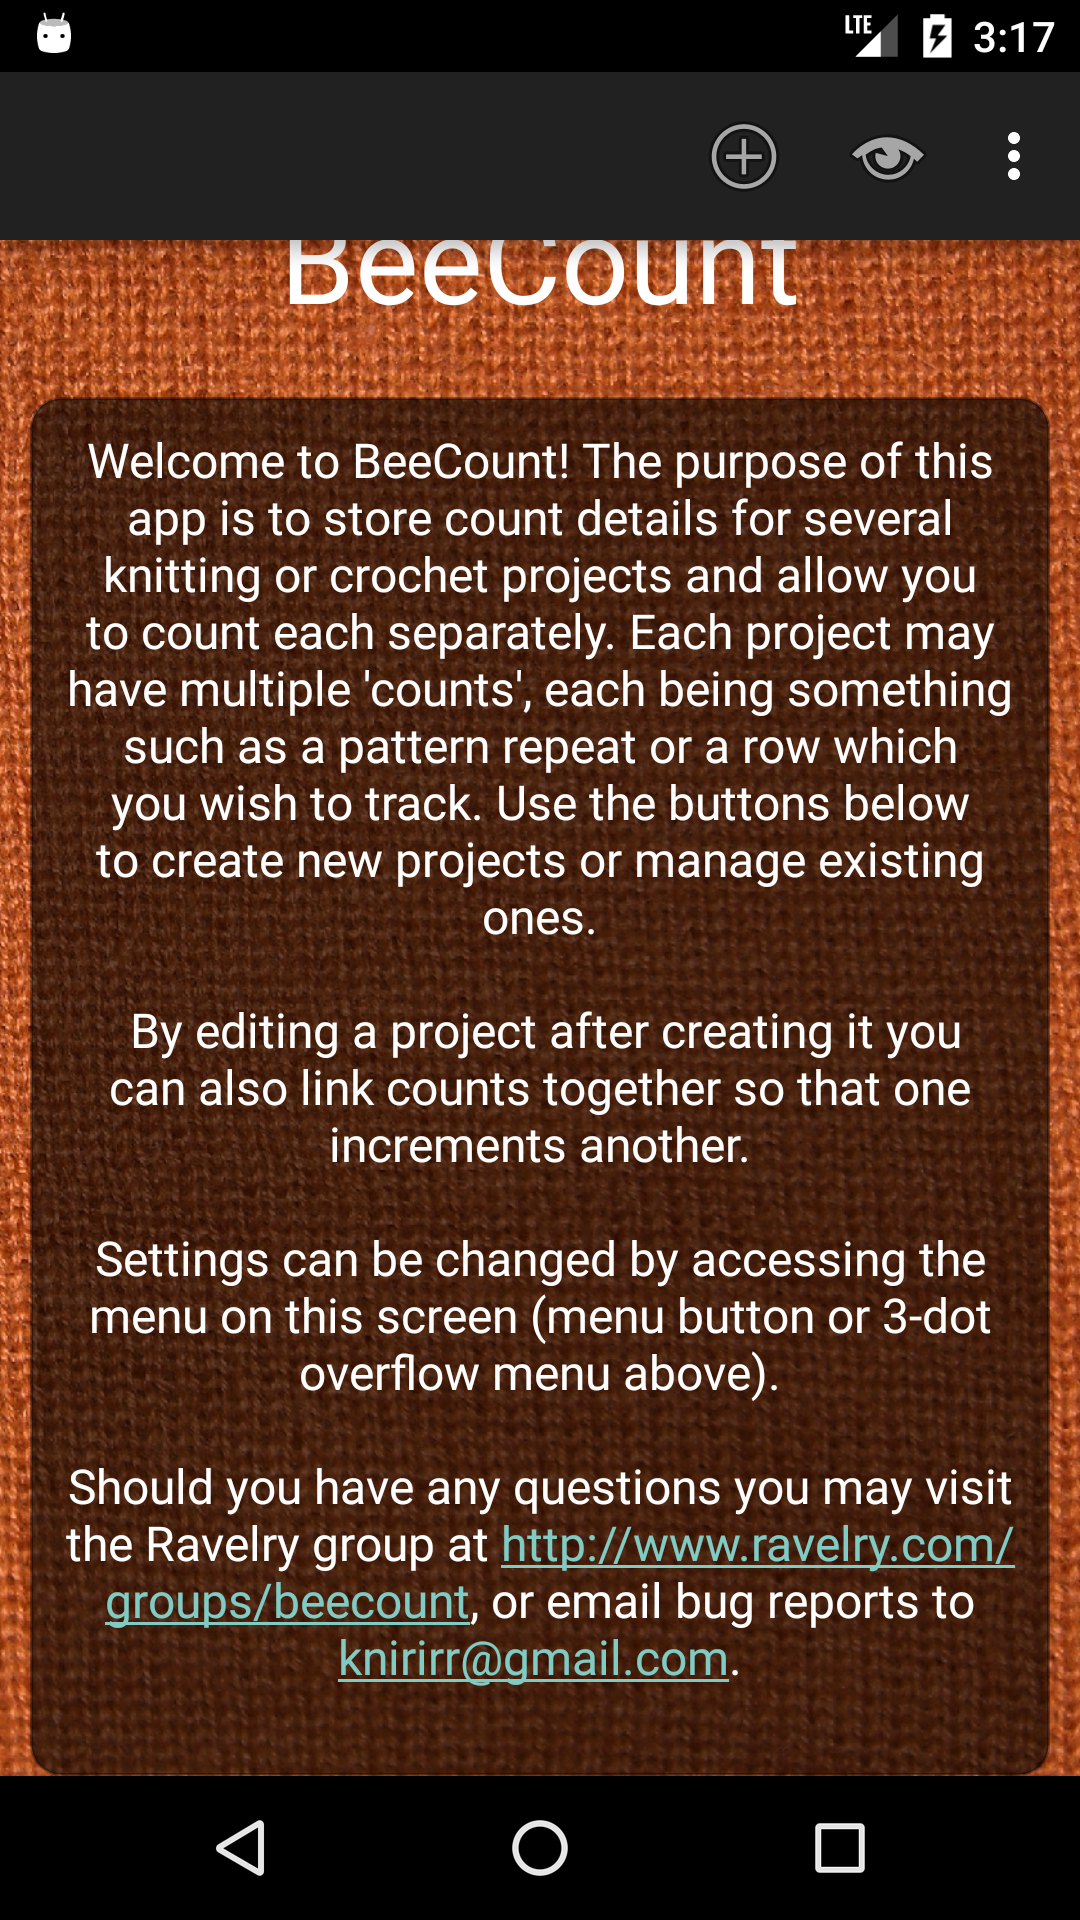 LTE 3:17
BeeCount
Welcome to BeeCount! The purpose of this
app is to store count details for several
knitting or crochet projects and allow you
to count each separately. Each project may
have multiple 'counts', each being something
such as a pattern repeat or a row which
you wish to track. Use the buttons below
to create new projects or manage existing
ones.
By editing a project after creating it you
can also link counts together so that one
increments another.
Settings can be changed by accessing the
menu on this screen (menu button or 3-dot
overflow menu above).
Should you have any questions you may visit
the Ravelry group at http://www.ravelry.com/
groups/beecount, or email bug reports to
knirirr@gmail.com.